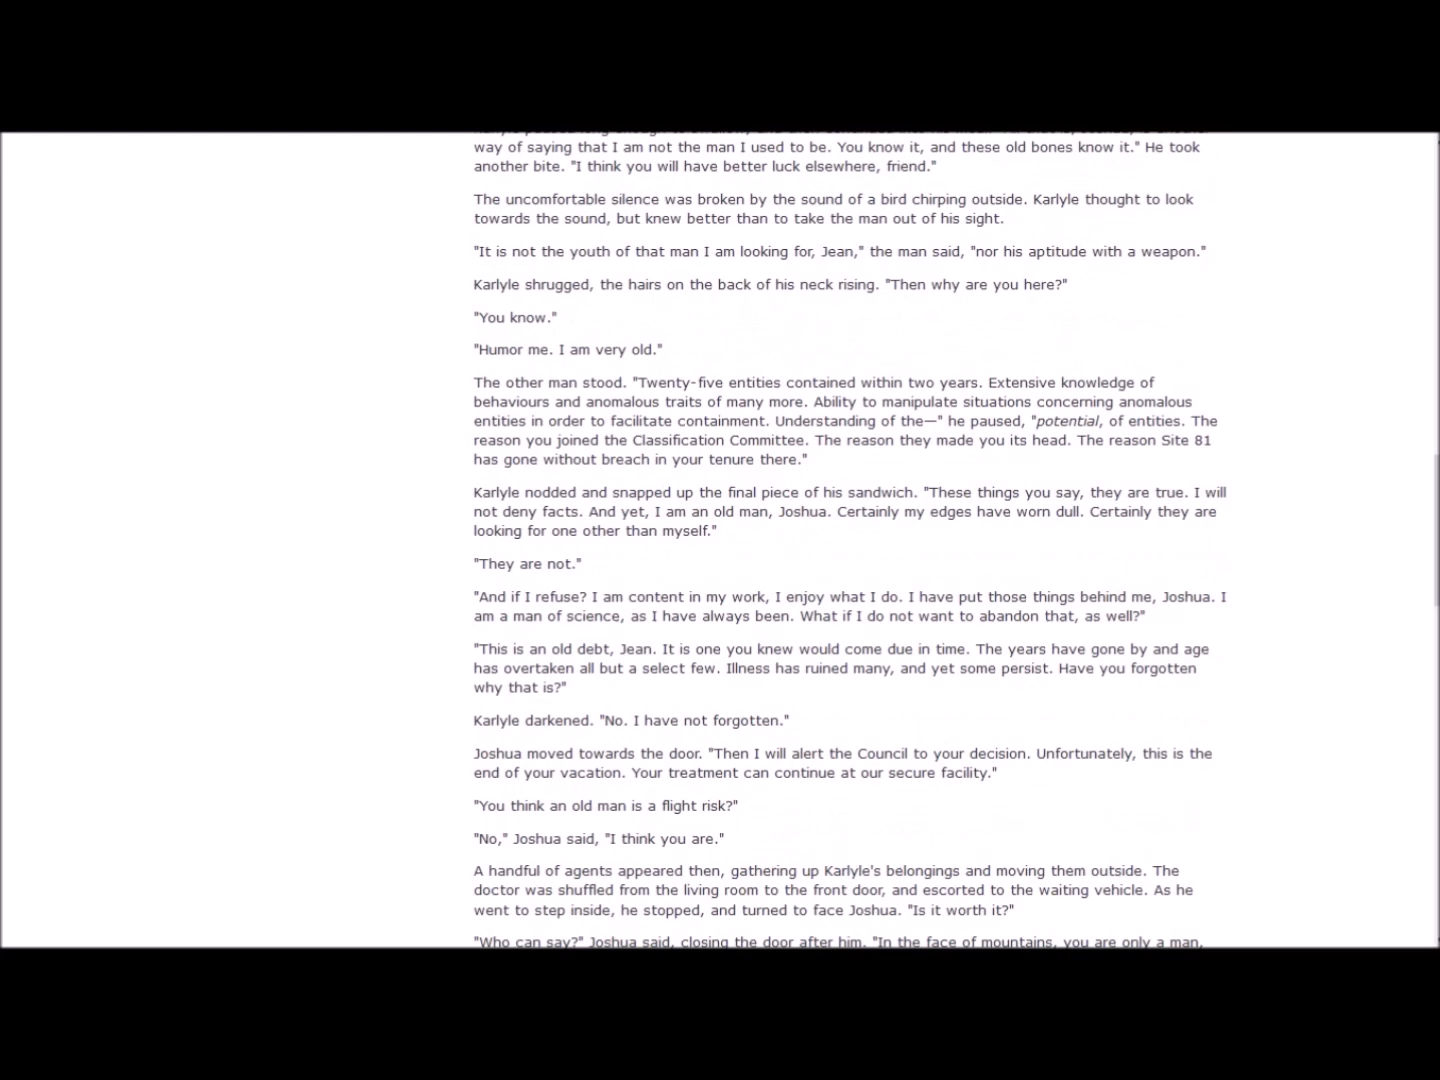 way of saying that I am not the man I used to be. You know it, and these old bones know it." He took
another bite. "I think you will have better luck elsewhere, friend."
The uncomfortable silence was broken by the sound of a bird chirping outside. Karlyle thought to look
towards the sound, but knew better than to take the man out of his sight.
"It is not the youth of that man I am looking for, Jean," the man said, "nor his aptitude with a weapon."
Karlyle shrugged, the hairs on the back of his neck rising. "Then why are you here?"
"You know."
"Humor me. I am very old."
The other man stood. "Twenty-five entities contained within two years. Extensive knowledge of
behaviours and anomalous traits of many more. Ability to manipulate situations concerning anomalous
entities in order to facilitate containment. Understanding of the—" he paused, "potential, of entities. The
reason you joined the Classification Committee. The reason they made you its head. The reason Site 81
has gone without breach in your tenure there."
Karlyle nodded and snapped up the final piece of his sandwich. "These things you say, they are true. I will
not deny facts. And yet, I am an old man, Joshua. Certainly my edges have worn dull. Certainly they are
looking for one other than myself."
"They are not."
"And if I refuse? I am content in my work, I enjoy what I do. I have put those things behind me, Joshua. I
am a man of science, as I have always been. What if I do not want to abandon that, as well?"
"This is an old debt, Jean. It is one you knew would come due in time. The years have gone by and age
has overtaken all but a select few. Illness has ruined many, and yet some persist. Have you forgotten
why that is?"
Karlyle darkened. "No. I have not forgotten."
Joshua moved towards the door. "Then I will alert the Council to your decision. Unfortunately, this is the
end of your vacation. Your treatment can continue at our secure facility."
"You think an old man is a flight risk?"
"No," Joshua said, "I think you are."
A handful of agents appeared then, gathering up Karlyle's belongings and moving them outside. The
doctor was shuffled from the living room to the front door, and escorted to the waiting vehicle. As he
went to step inside, he stopped, and turned to face Joshua. "Is it worth it?"
"Who can say?" Joshua said, closing the door after him. "In the face of mountains, you are only a man,